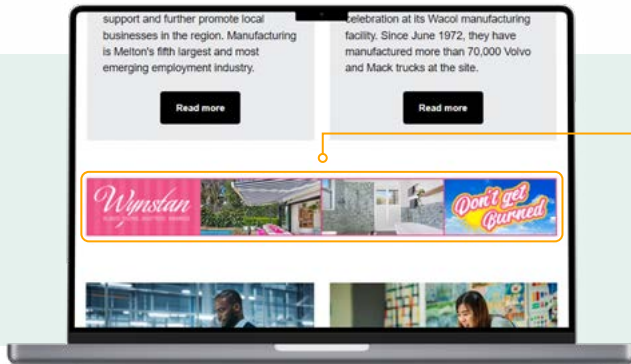 support and further promote local
businesses in the region. Manufacturing
is Melton's fifth largest and most
emerging employment industry.
Read more
celebration at its Wacol manufacturing
facility. Since June 1972, they have
manufactured more than 70,000 Volvo
and Mack trucks at the site.
Read more
Wynstan
Don't get
Burned